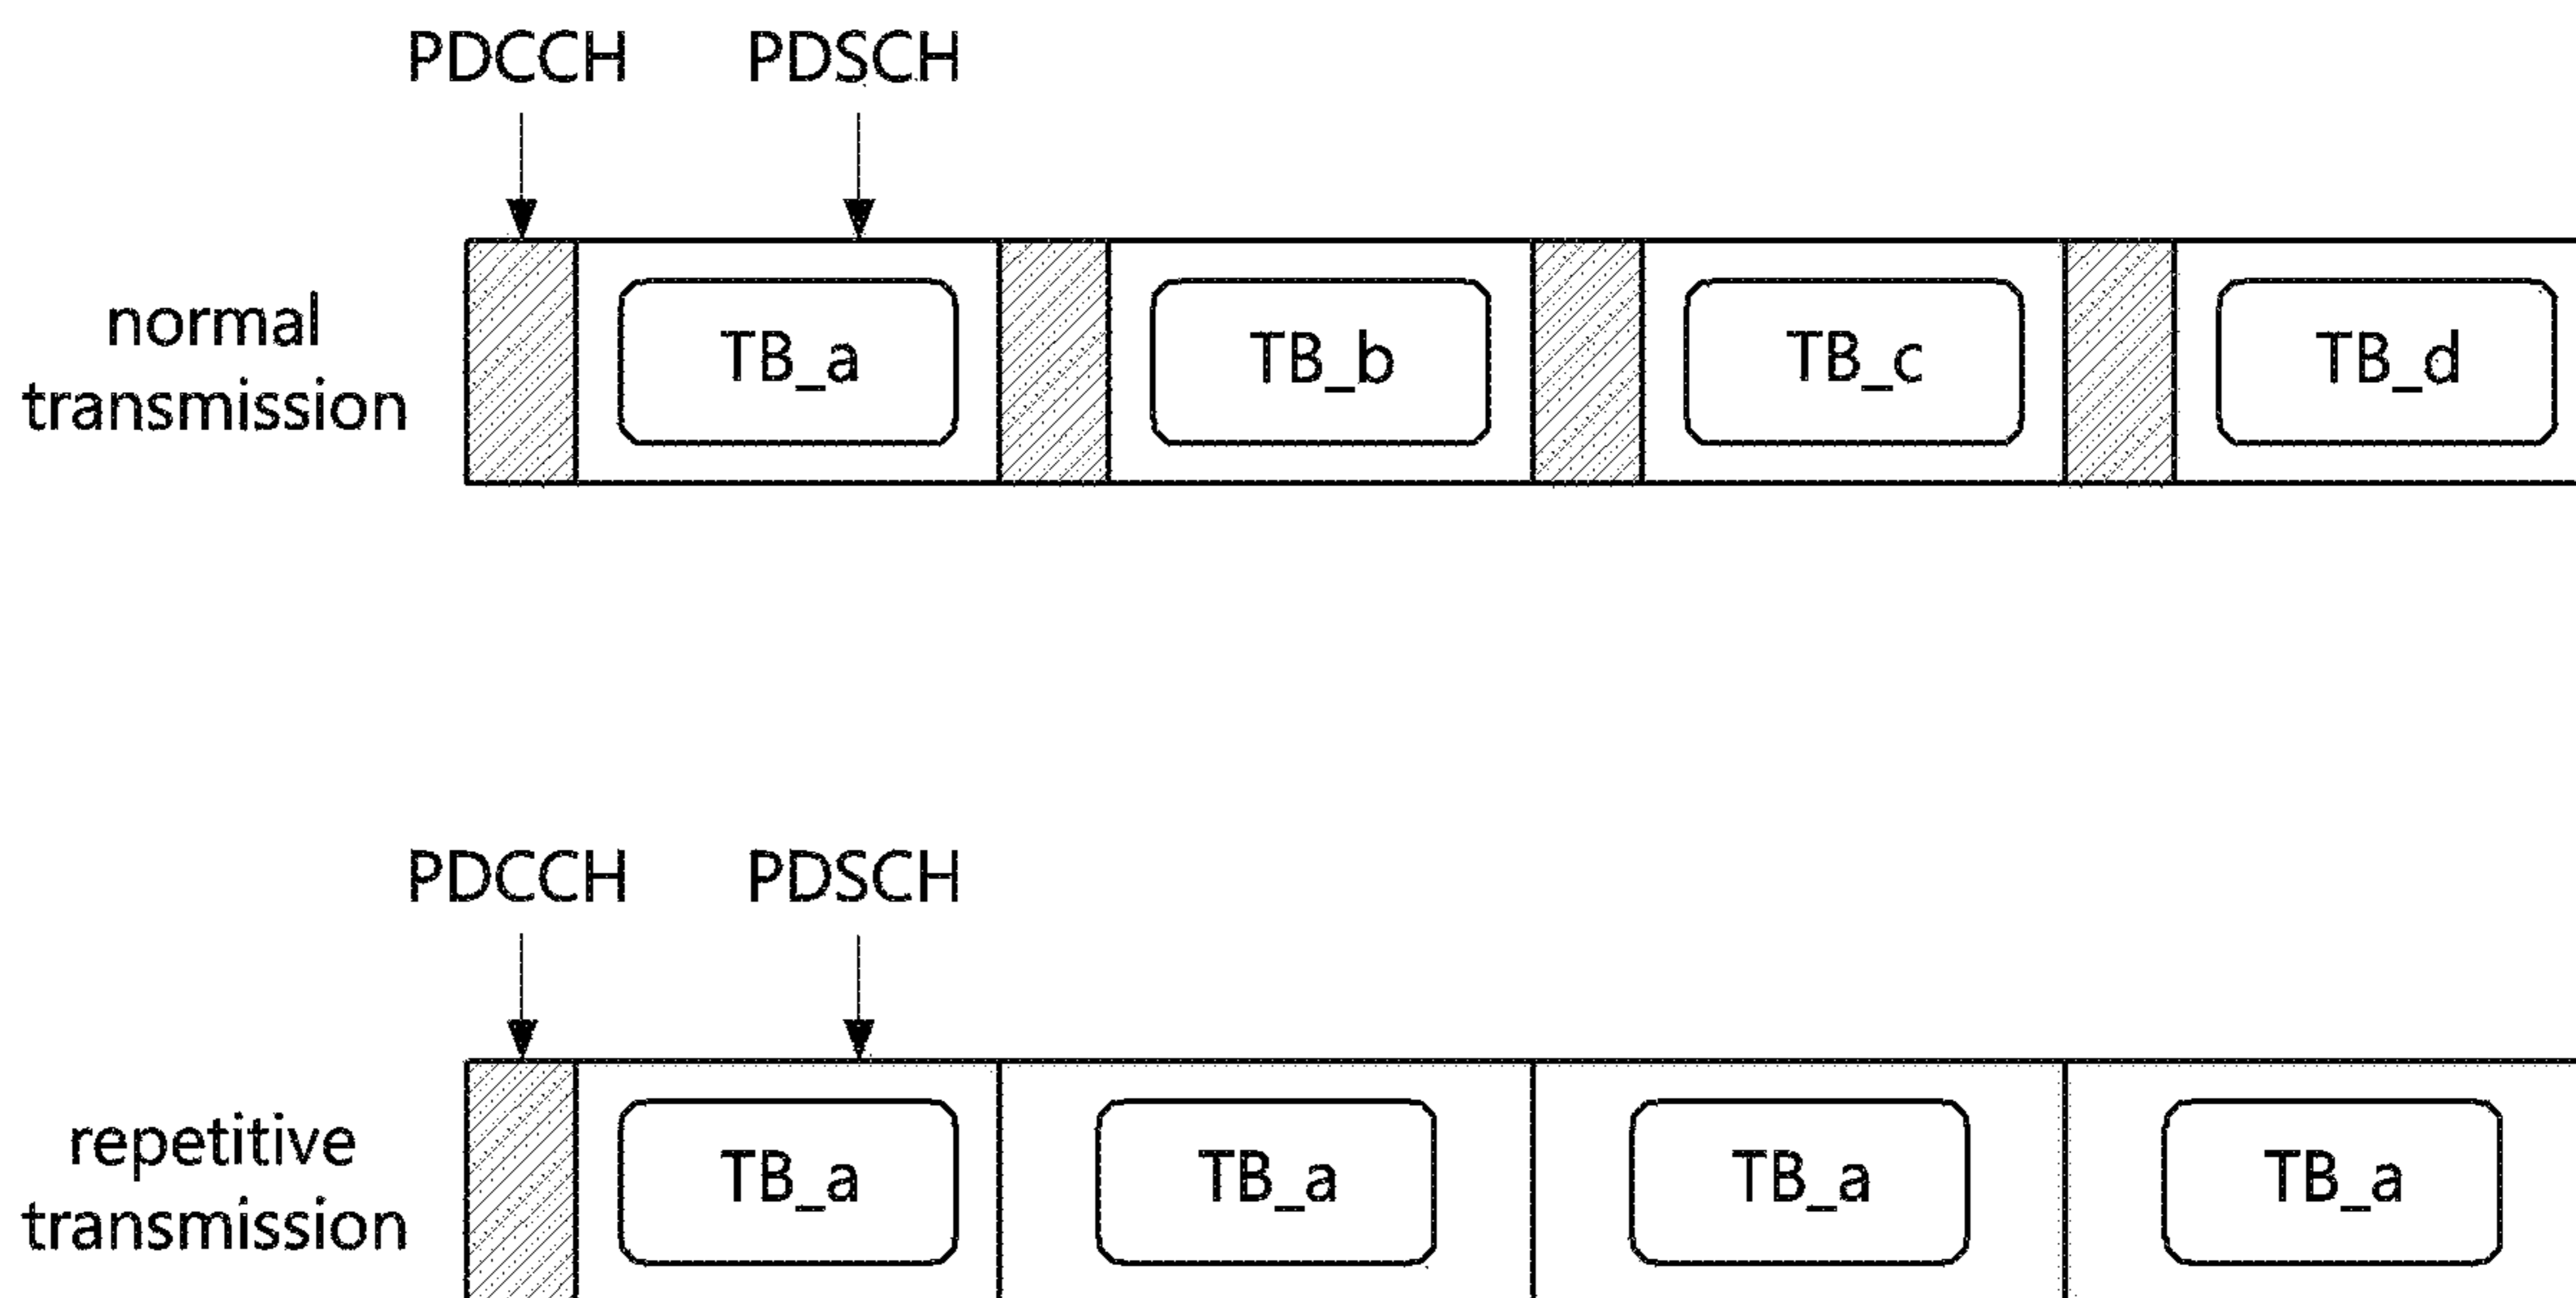 PDCCH PDSCH
normal
transmission
TB_a TB_b TB_c TB_d
PDCCH PDSCH
repetitive
transmission
TB_a TB_a TB_a TB_a